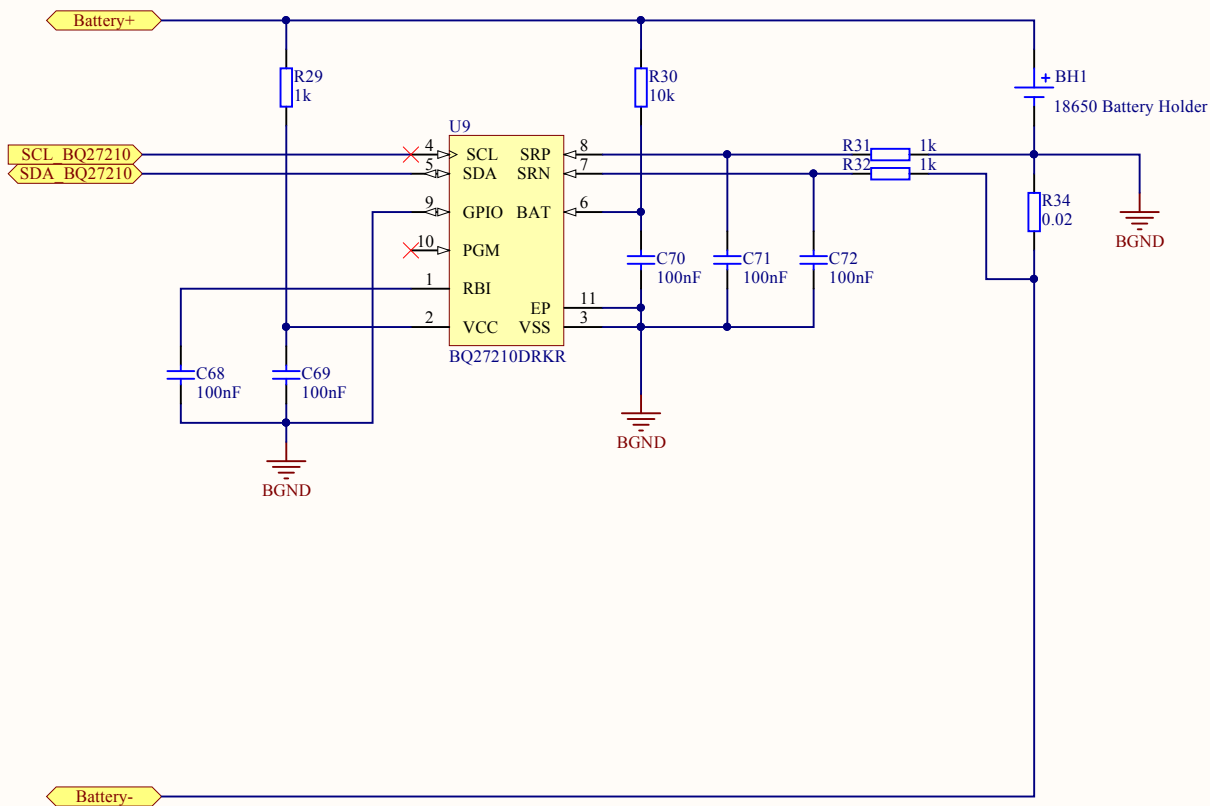 Battery+
R29
1k
R30
10k
+ BH1
18650 Battery Holder
U9
SCL_BQ27210
4
SCL
SRP
8
R31
1k
SDA_BQ27210
5
SDA
SRN
7
R32
1k
9
GPIO
BAT
6
R34
0.02
BGND
10
PGM
C70
100nF
C71
100nF
C72
100nF
1
RBI
EP
11
2
VCC
VSS
3
BQ27210DRKR
C68
100nF
C69
100nF
BGND
BGND
Battery-